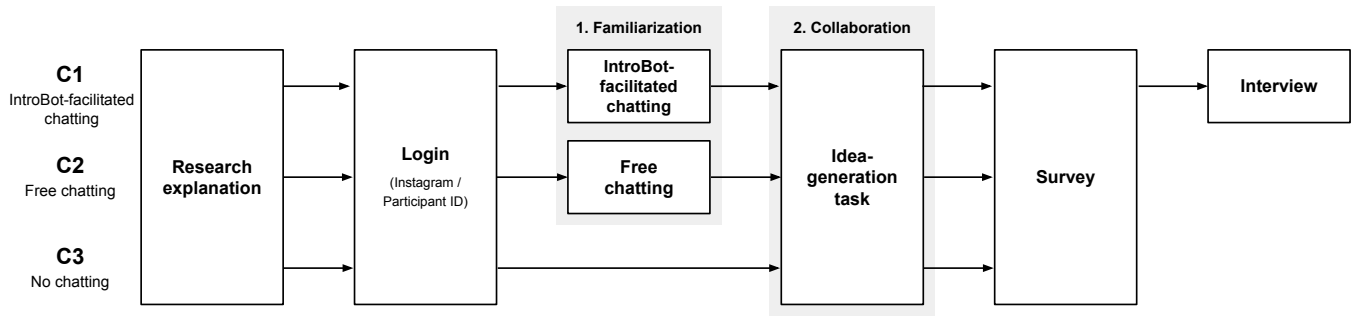 1. Familiarization
2. Collaboration
C1
IntroBot-facilitated
chatting
C2
Free chatting
C3
No chatting
Research
explanation
Login
(Instagram /
Participant ID)
IntroBot-
facilitated
chatting
Free
chatting
Idea-
generation
task
Survey
Interview